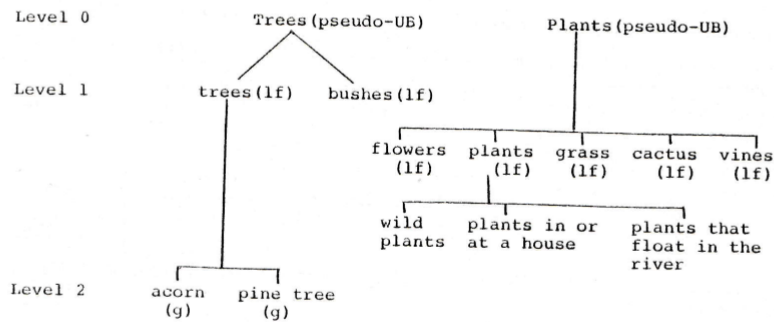 Level 0 Trees(pseudo-UB) Plants(pseudo-UB)
Level 1 trees(lf) bushes(lf)
flowers plants grass cactus vines
(lf) (lf) (lf) (lf) (lf)
wild plants in or plants that
plants at a house float in the
river
Level 2 acorn pine tree
(g) (g)